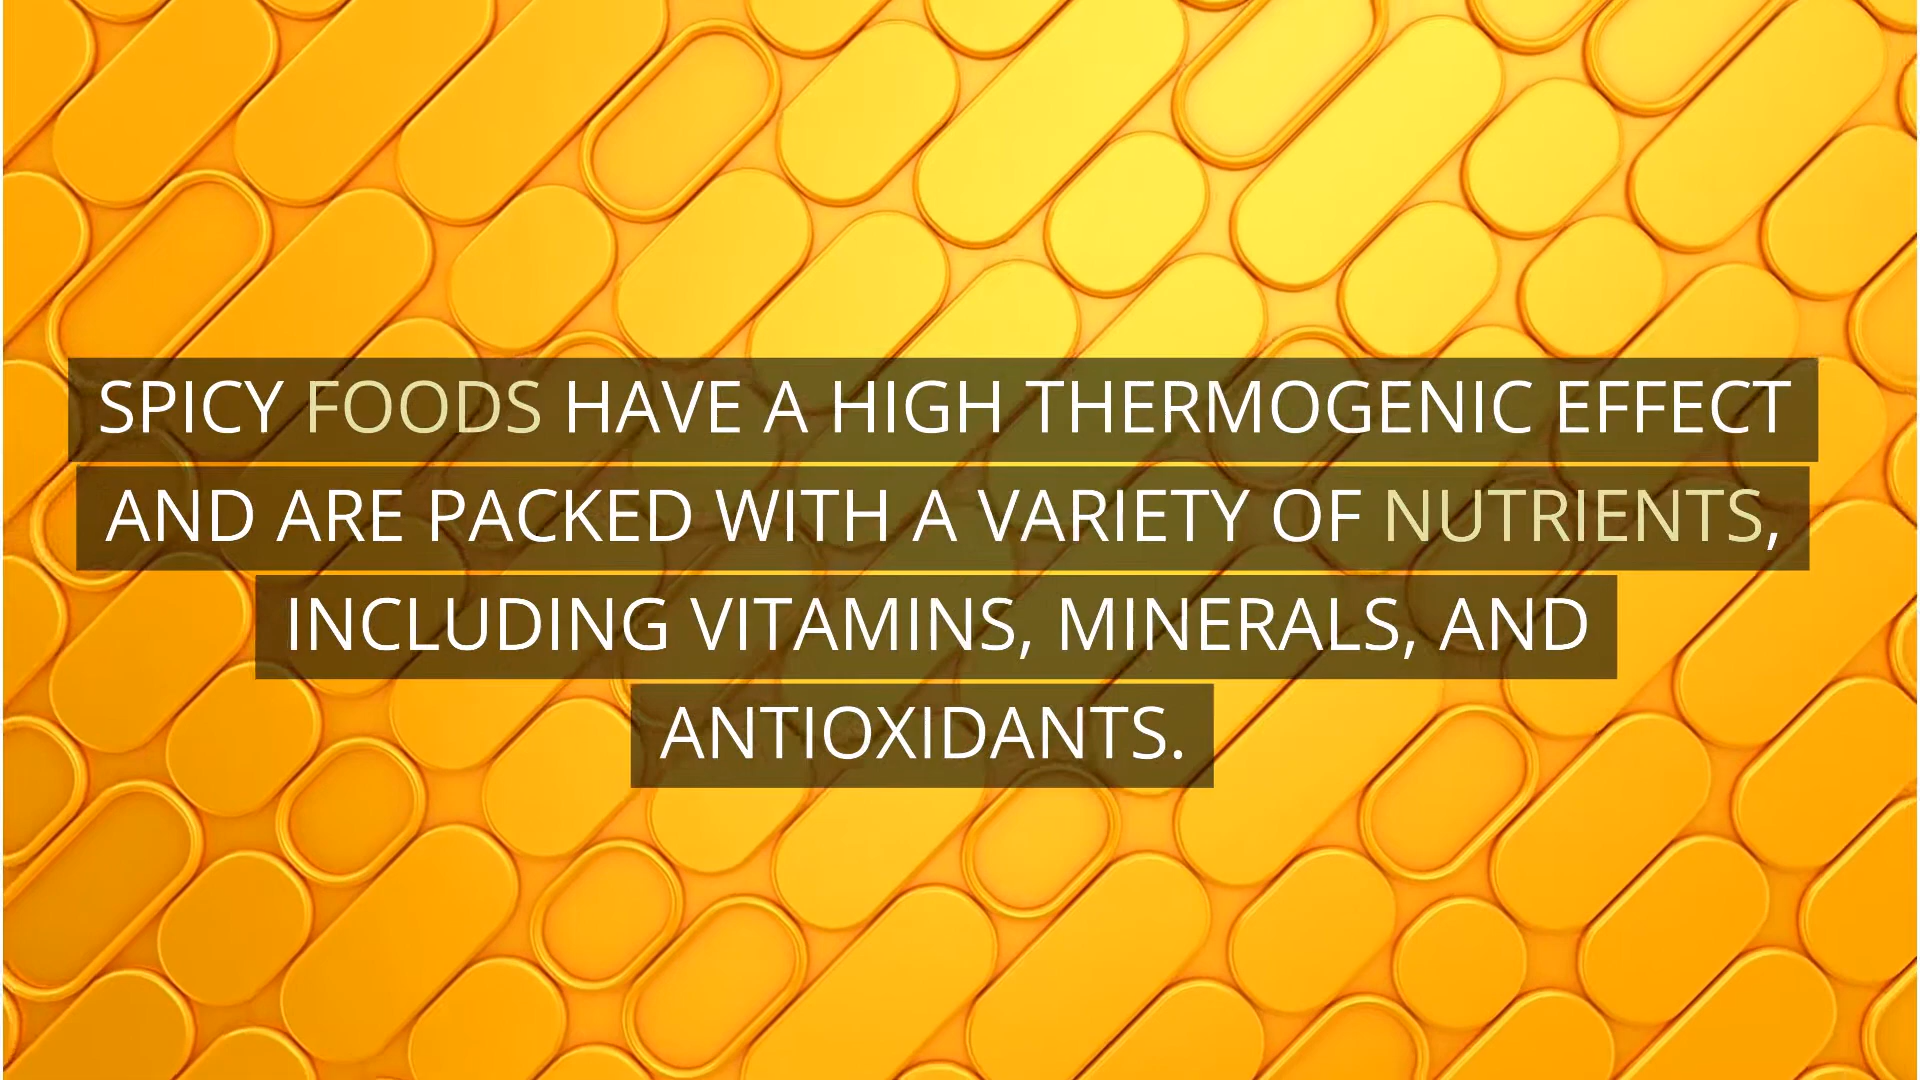 SPICY FOODS HAVE A HIGH THERMOGENIC EFFECT
AND ARE PACKED WITH A VARIETY OF NUTRIENTS,
INCLUDING VITAMINS, MINERALS, AND
ANTIOXIDANTS.